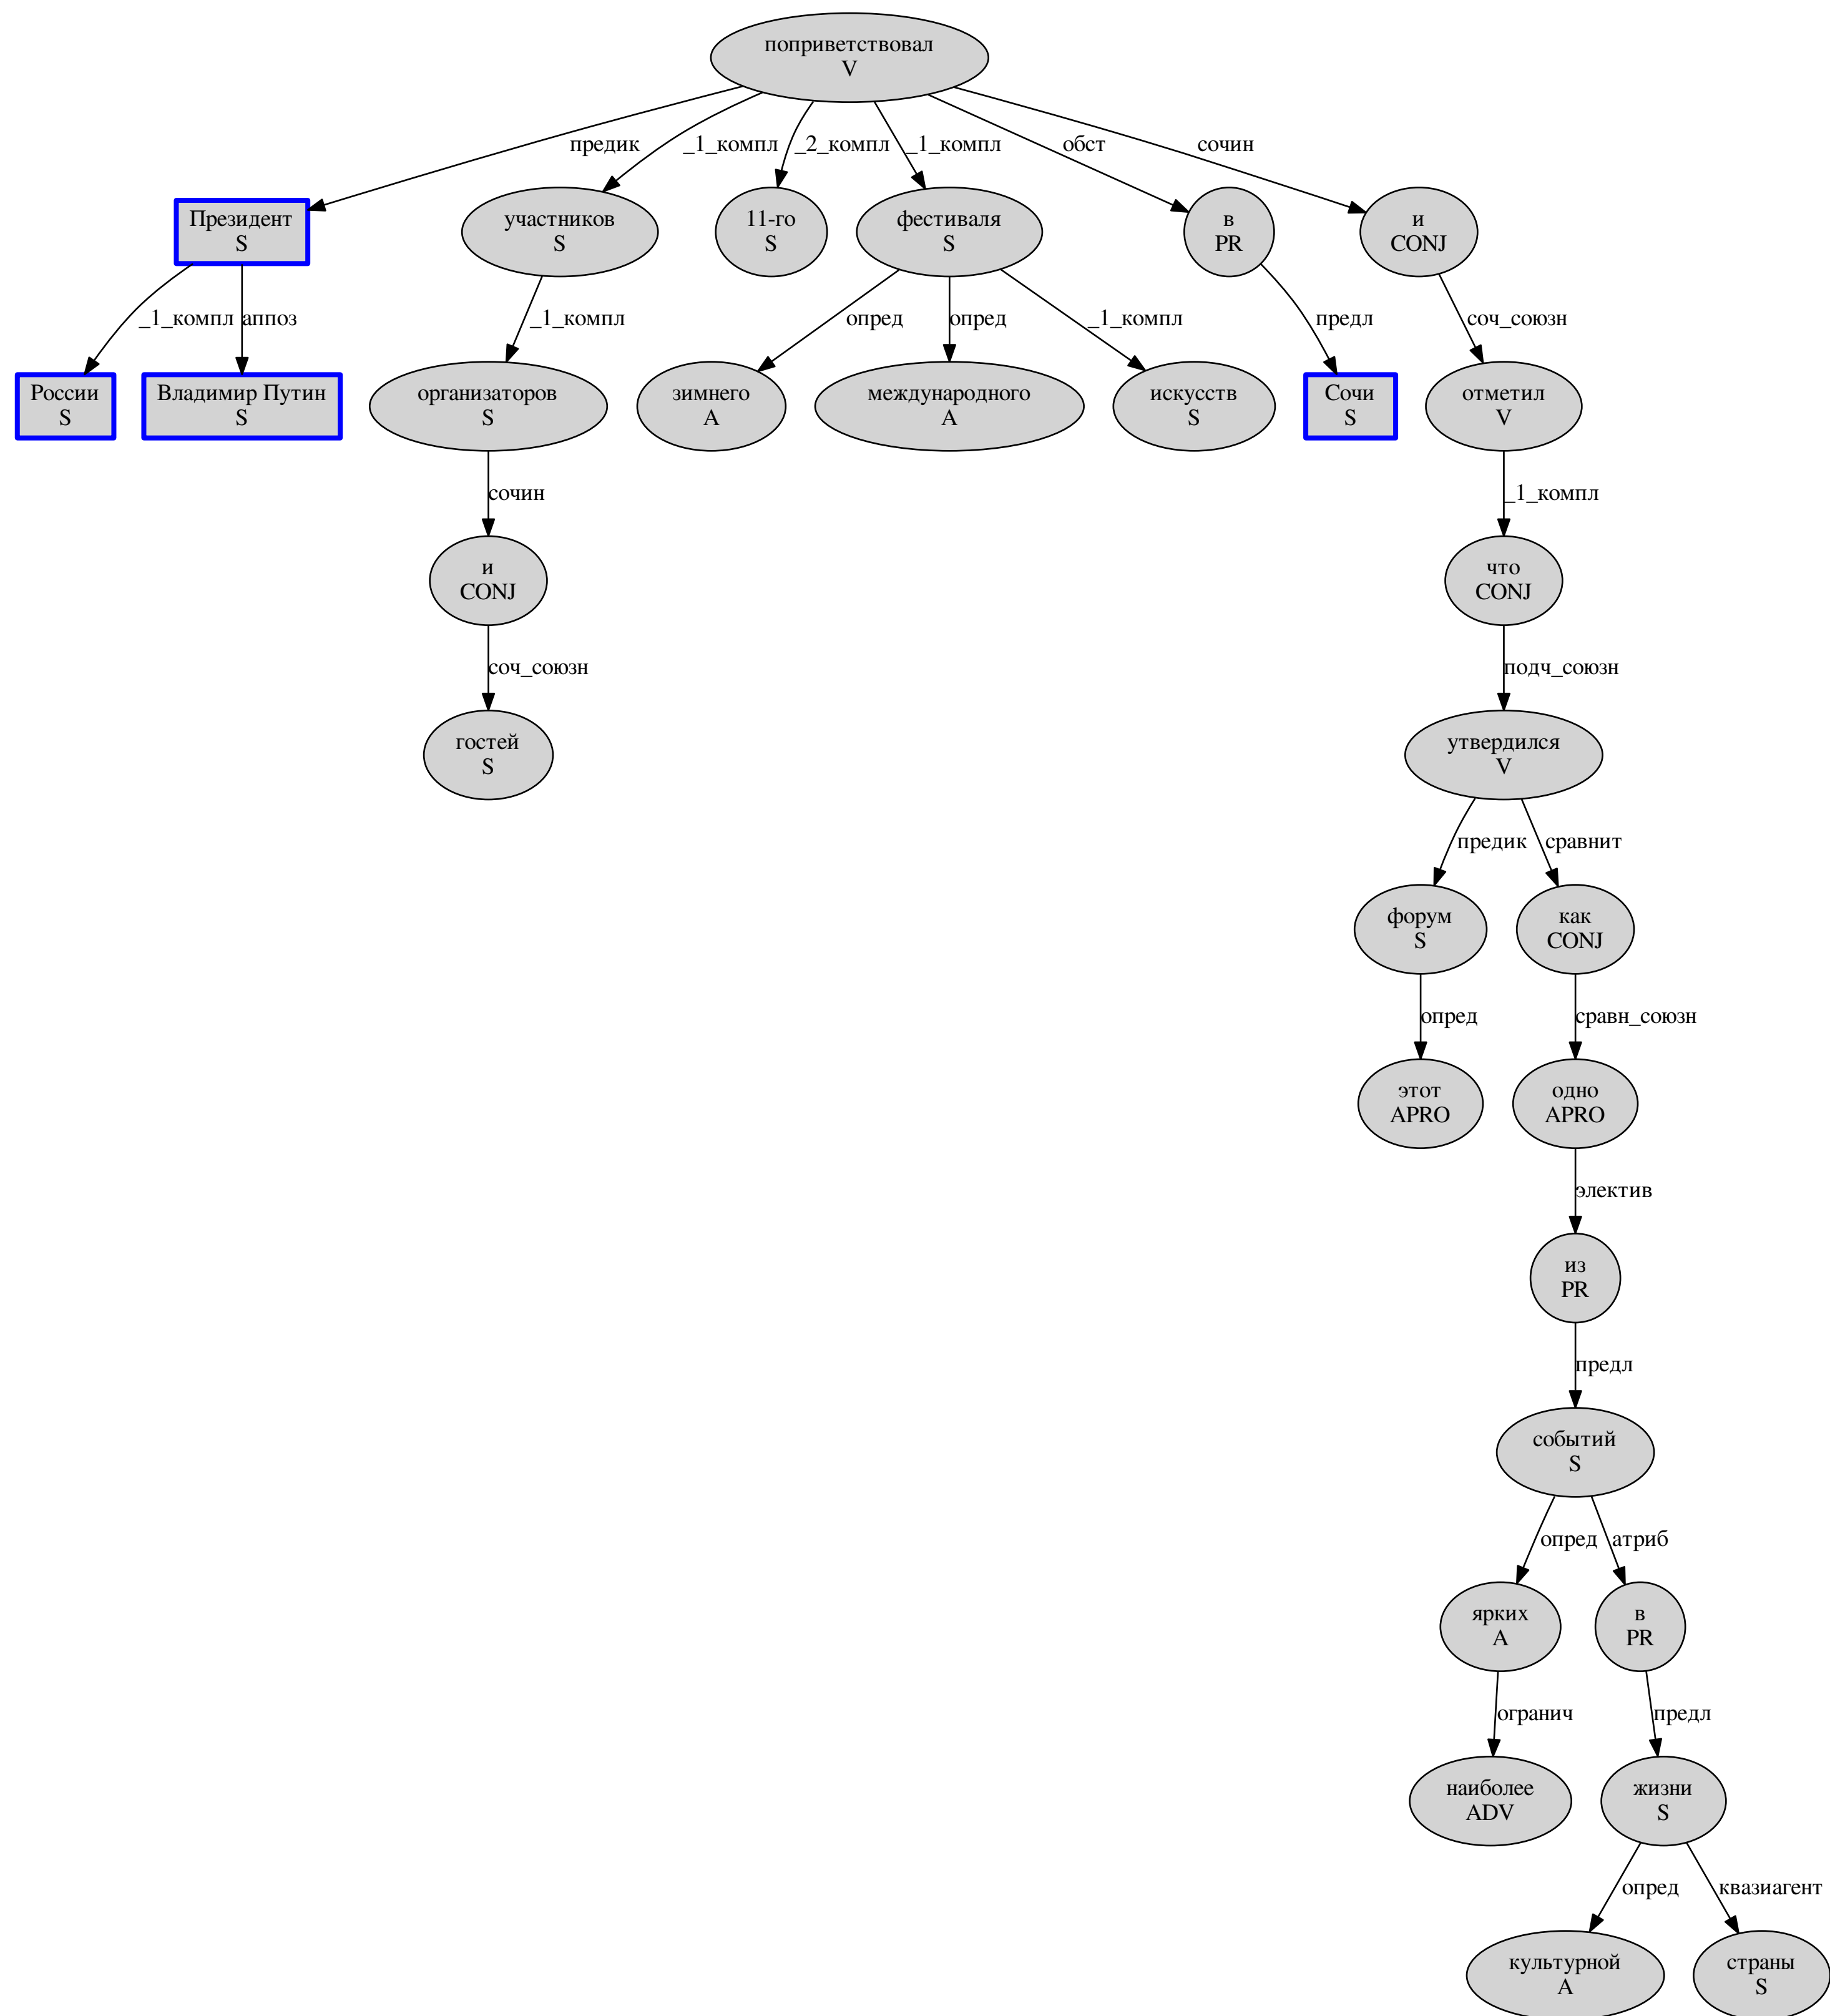 поприветствовал
V
предик
_1_компл
_2_компл
_1_компл
обст
сочин
Президент
S
участников
S
11-го
S
фестиваля
S
в
PR
и
CONJ
_1_компл
аппоз
_1_компл
опред
опред
_1_компл
предл
соч_союзн
России
S
Владимир Путин
S
организаторов
S
зимнего
A
международного
A
искусств
S
Сочи
S
отметил
V
сочин
_1_компл
и
CONJ
что
CONJ
соч_союзн
подч_союзн
гостей
S
утвердился
V
предик
сравнит
форум
S
как
CONJ
опред
сравн_союзн
этот
APRO
одно
APRO
электив
из
PR
предл
событий
S
опред
атриб
ярких
A
в
PR
огранич
предл
наиболее
ADV
жизни
S
опред
квазиагент
культурной
A
страны
S